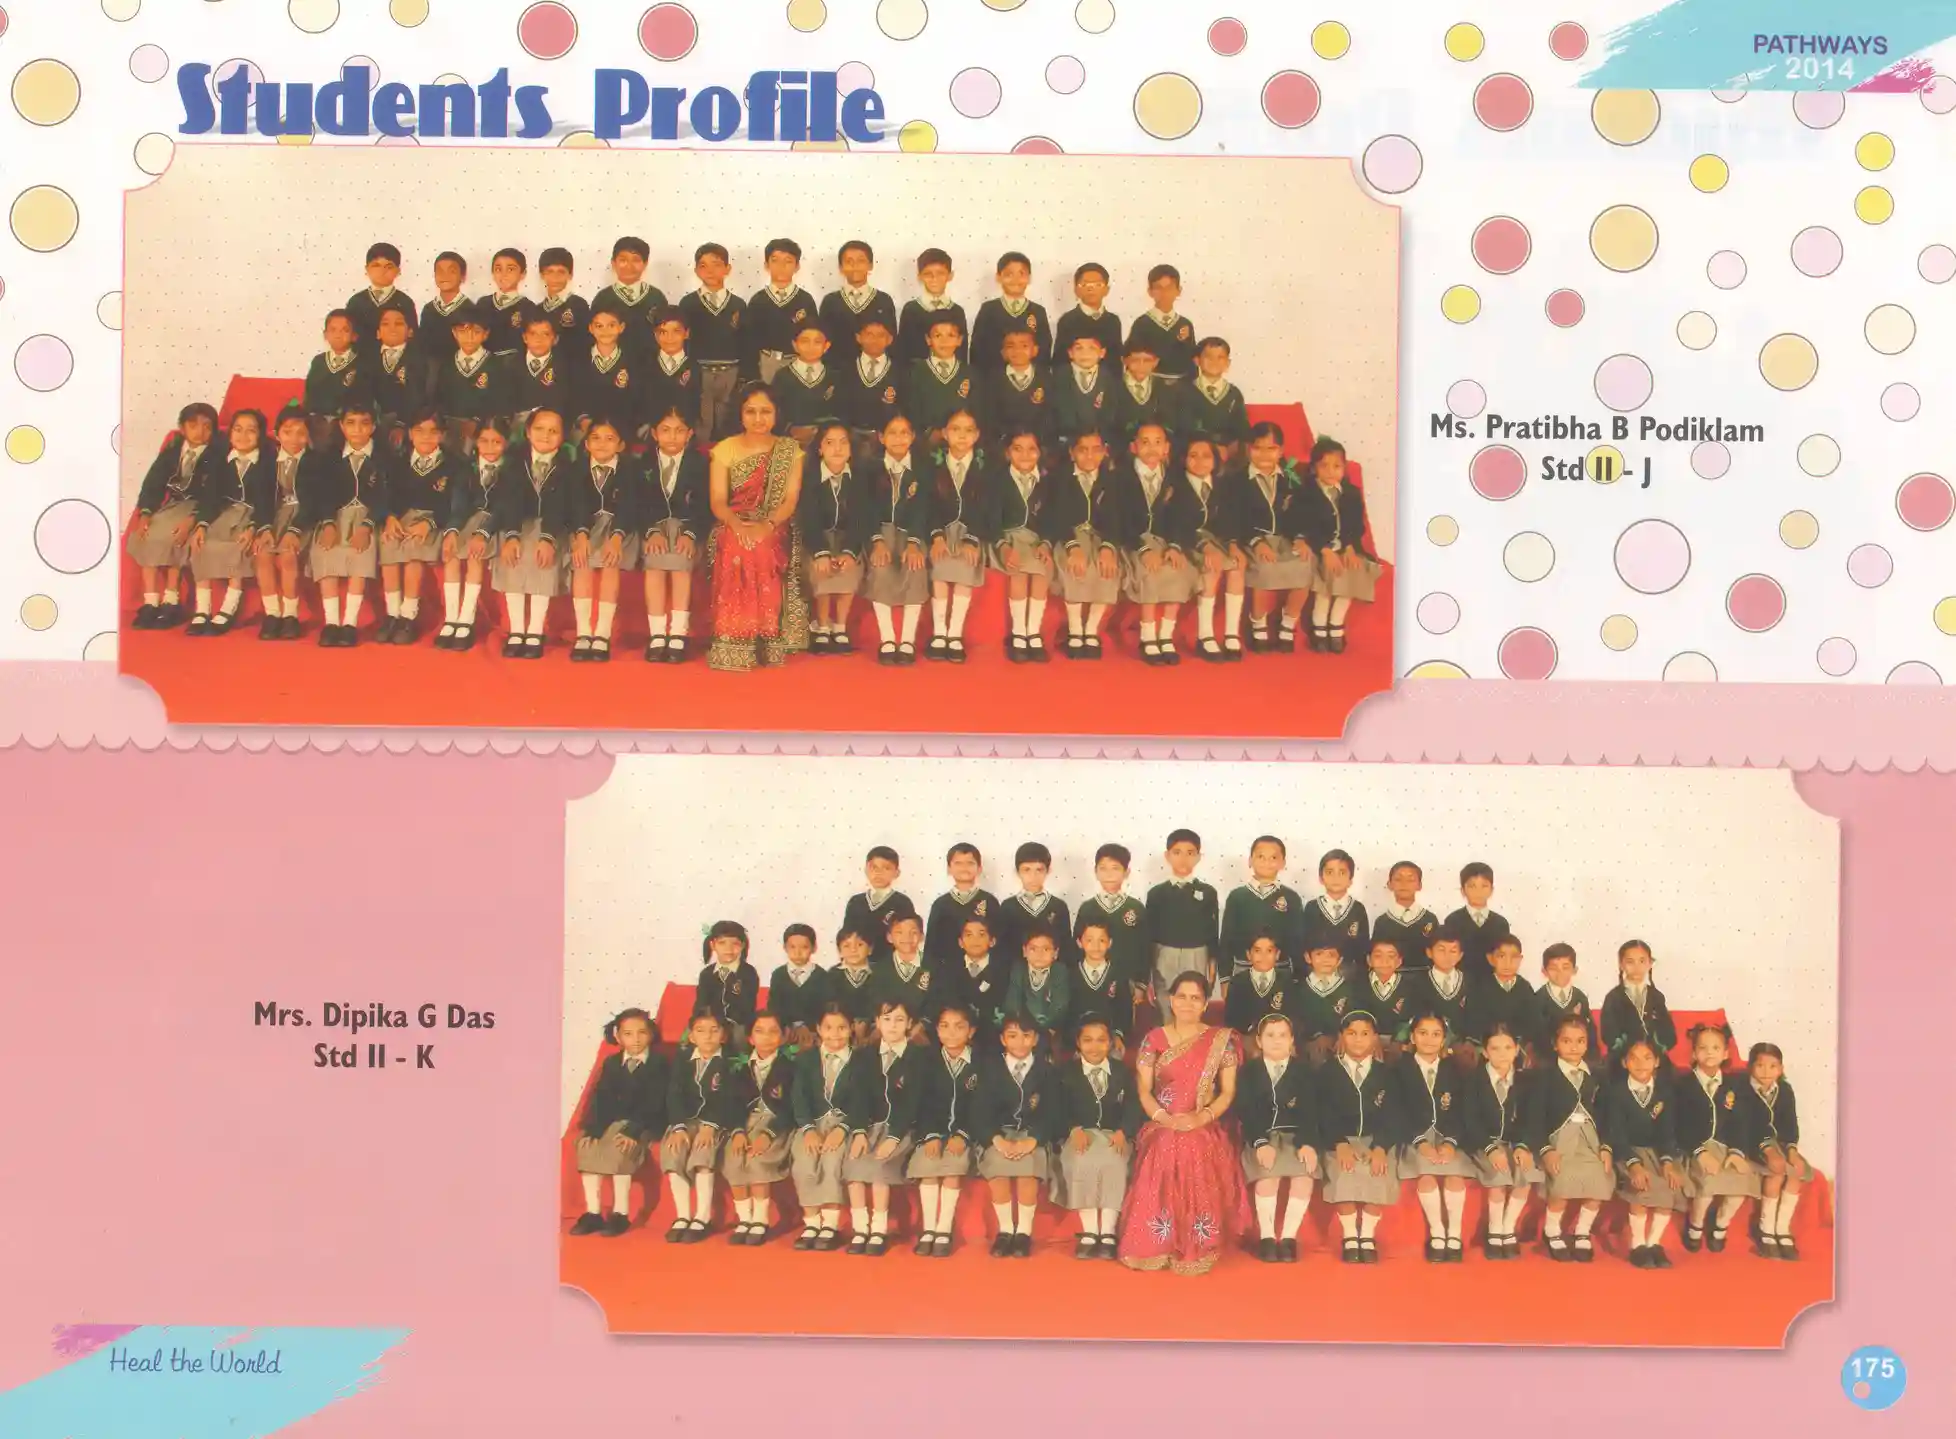 Students Profile
PATHWAYS
2014
Ms. Pratibha B Podiklam
Std II - J
Mrs. Dipika G Das
Std II - K
Heal the World
175